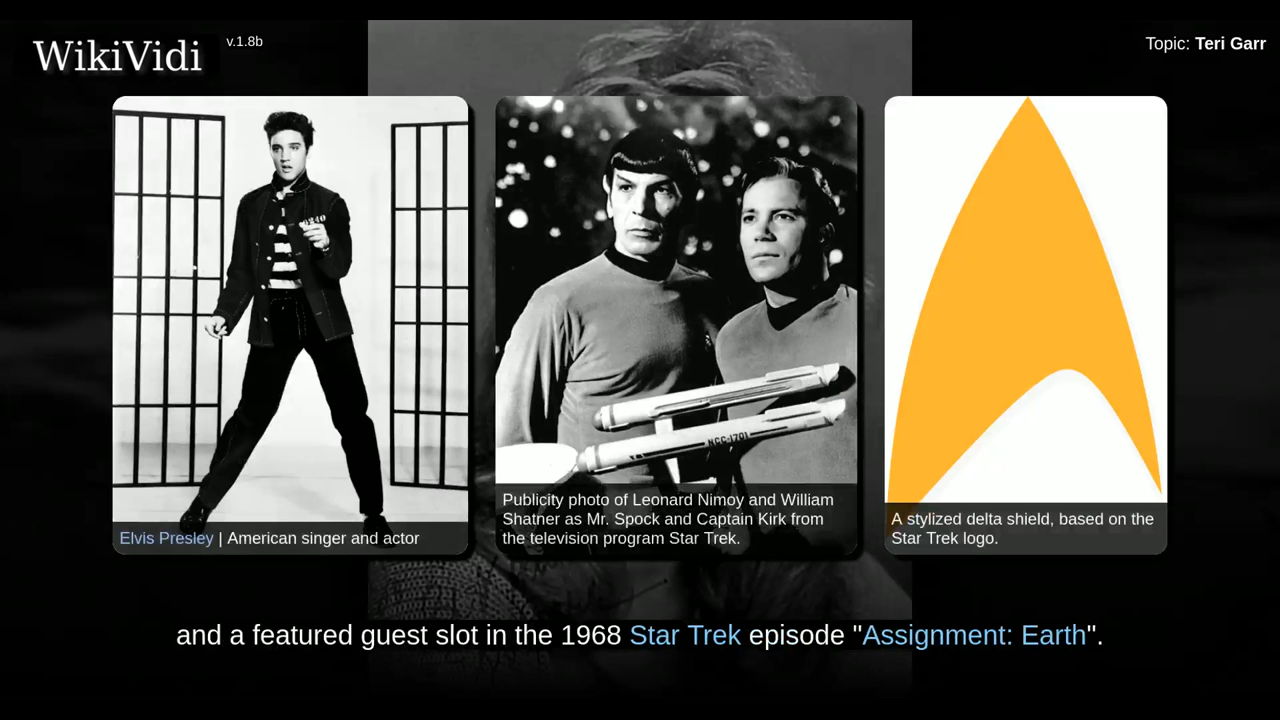 WikiVidi
v.1.8b
Topic: Teri Garr
Elvis Presley | American singer and actor
Publicity photo of Leonard Nimoy and William
Shatner as Mr. Spock and Captain Kirk from
the television program Star Trek.
NCC-1701
A stylized delta shield, based on the
Star Trek logo.
and a featured guest slot in the 1968 Star Trek episode "Assignment: Earth".